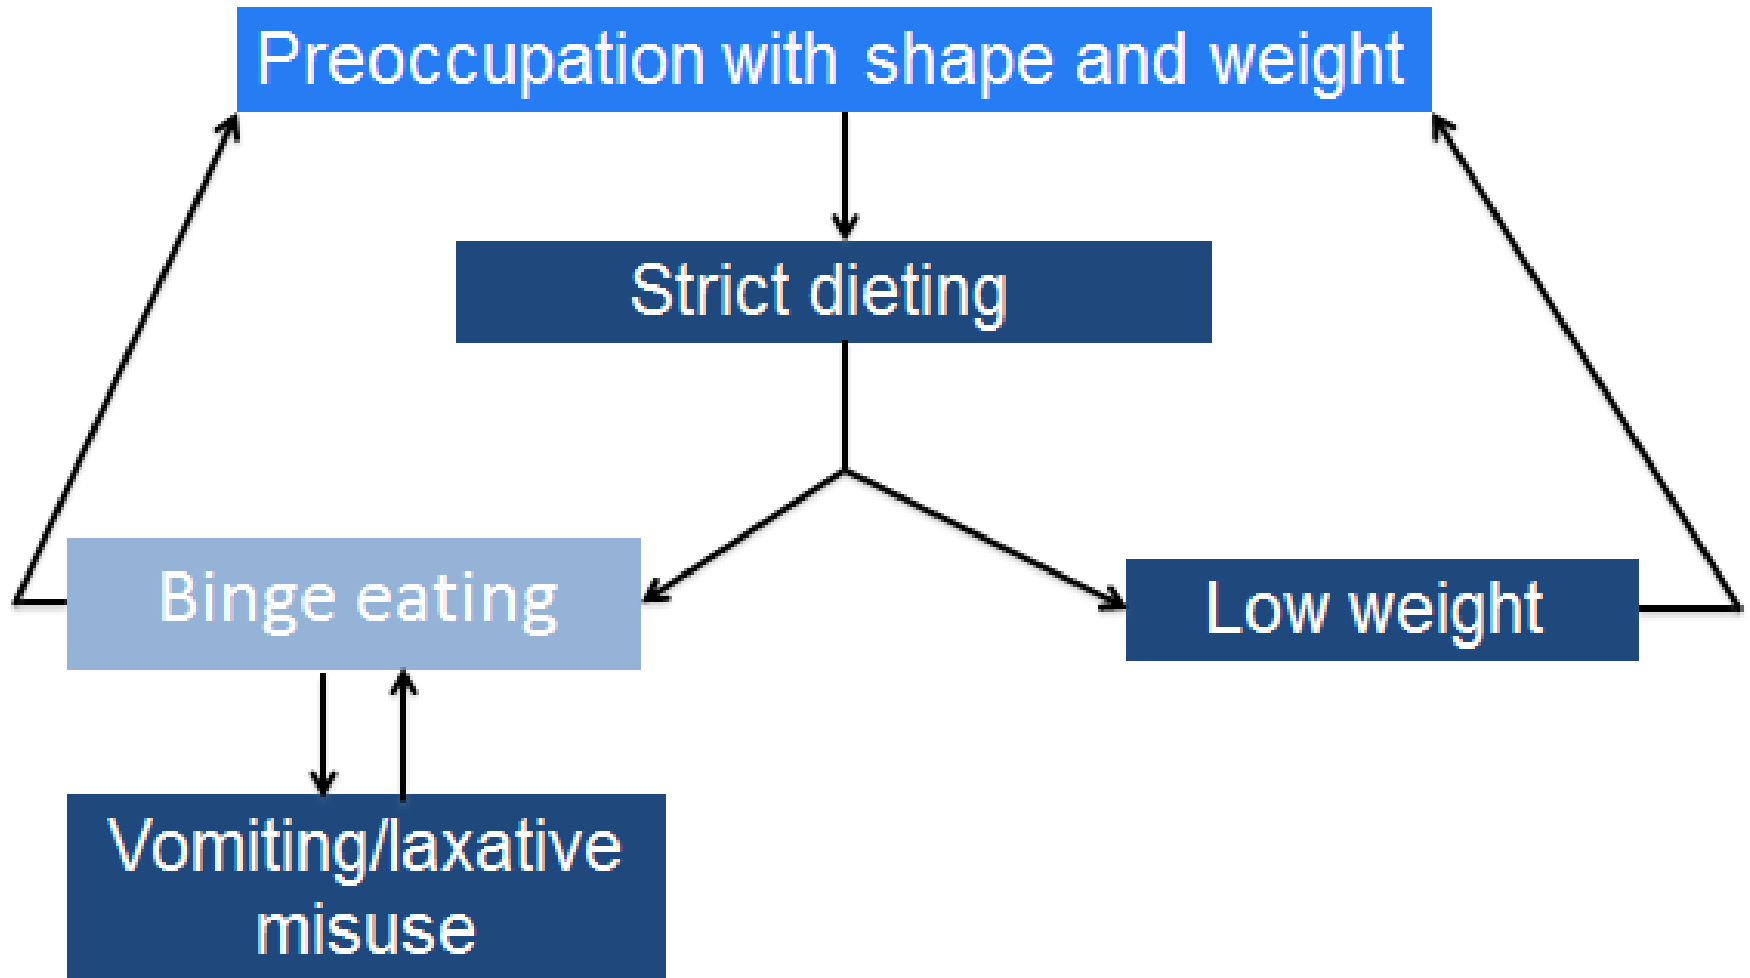 Preoccupation with shape and weight
Strict dieting
Binge eating
Low weight
Vomiting/laxative
misuse